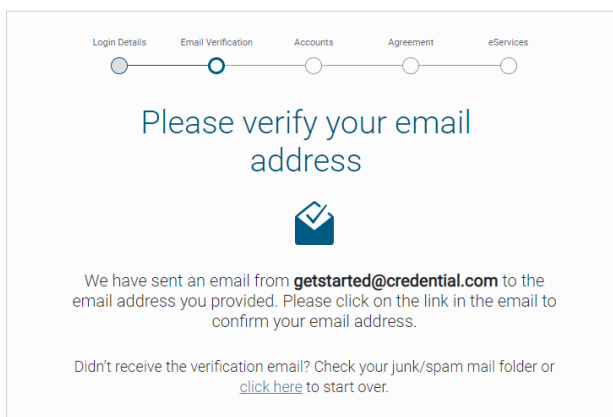 Login Details Email Verification Accounts Agreement eServices
Please verify your email
address
We have sent an email from getstarted@credential.com to the
email address you provided. Please click on the link in the email to
confirm your email address.
Didn't receive the verification email? Check your junk/spam mail folder or
click here to start over.